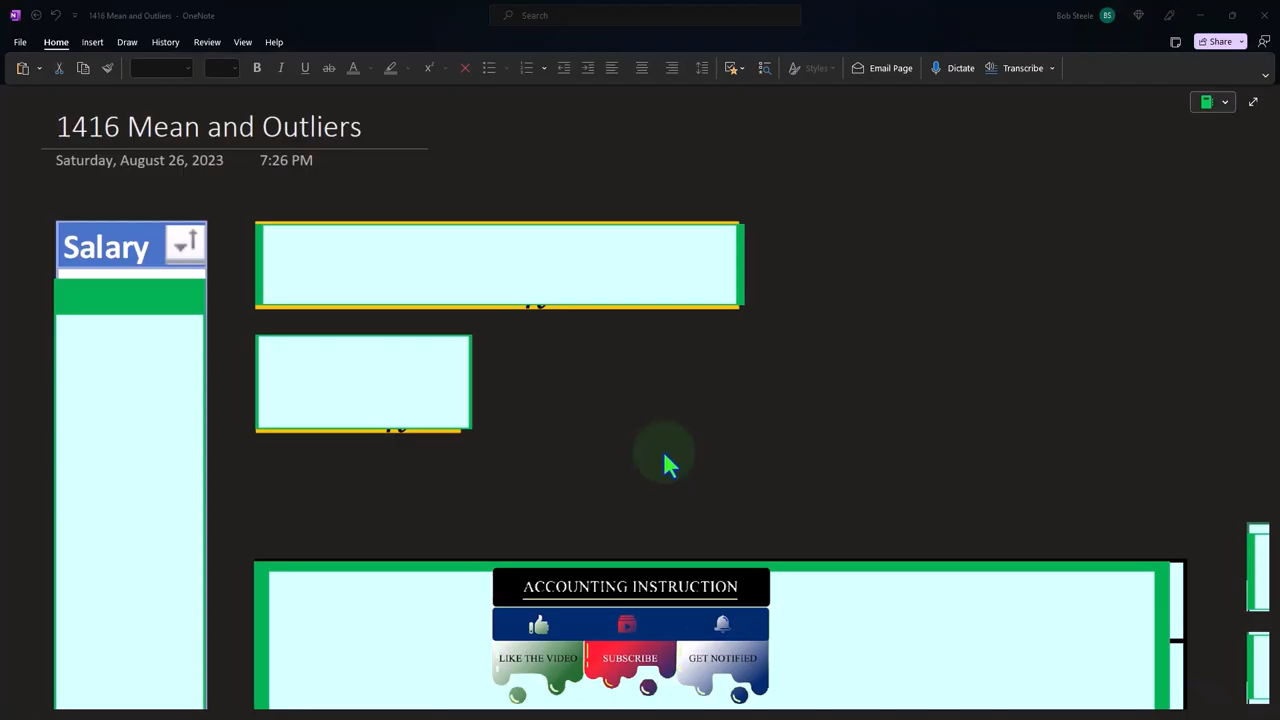 1416 Mean and Outliers - OneNote
Search
Bob Steele
BS
File
Home
Insert
Draw
History
Review
View
Help
Share
B
I
U
ab
A
x
Styles
Email Page
Dictate
Transcribe
1416 Mean and Outliers
Saturday, August 26, 2023
7:26 PM
Salary
ACCOUNTING INSTRUCTION
LIKE THE VIDEO
SUBSCRIBE
GET NOTIFIED